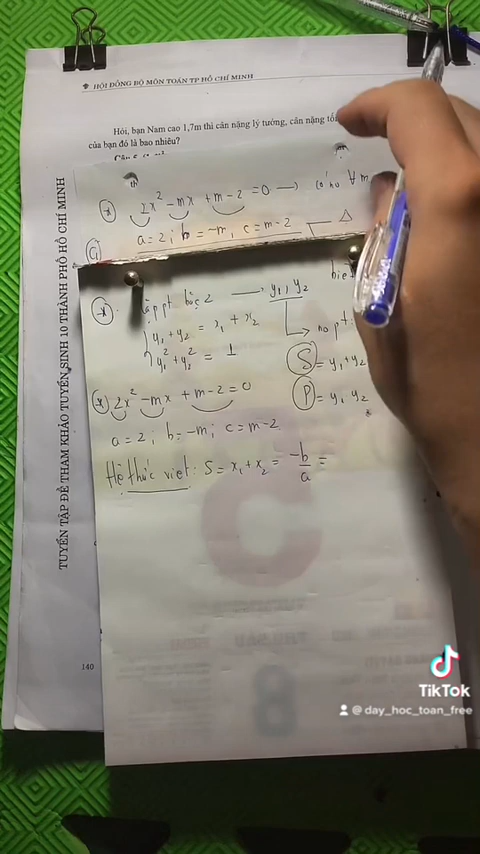 HỘI ĐỒNG BỘ MÔN TOÁN TP HỒ CHÍ MINH
Hỏi, bạn Nam cao 1,7m thì cân nặng lý tưởng, cân nặng tối
của bạn đó là bao nhiêu?
TUYỂN TẬP ĐỀ THAM KHẢO TUYỂN SINH 10 THÀNH PHỐ HỒ CHÍ MINH
(*) 2x² - mx + m - 2 = 0 → có no ∀ m
G) a = 2; b = -m; c = m - 2 Δ
(*) Lập pt bậc 2 → y₁, y₂ biết
y₁ + y₂ = x₁ + x₂ no pt:
y₁² + y₂² = 1 S = y₁ + y₂
(*) 2x² - mx + m - 2 = 0 P = y₁ y₂
a = 2; b = -m; c = m - 2
Hệ thức viet: S = x₁ + x₂ = -b/a =
140
TikTok
@day_hoc_toan_free